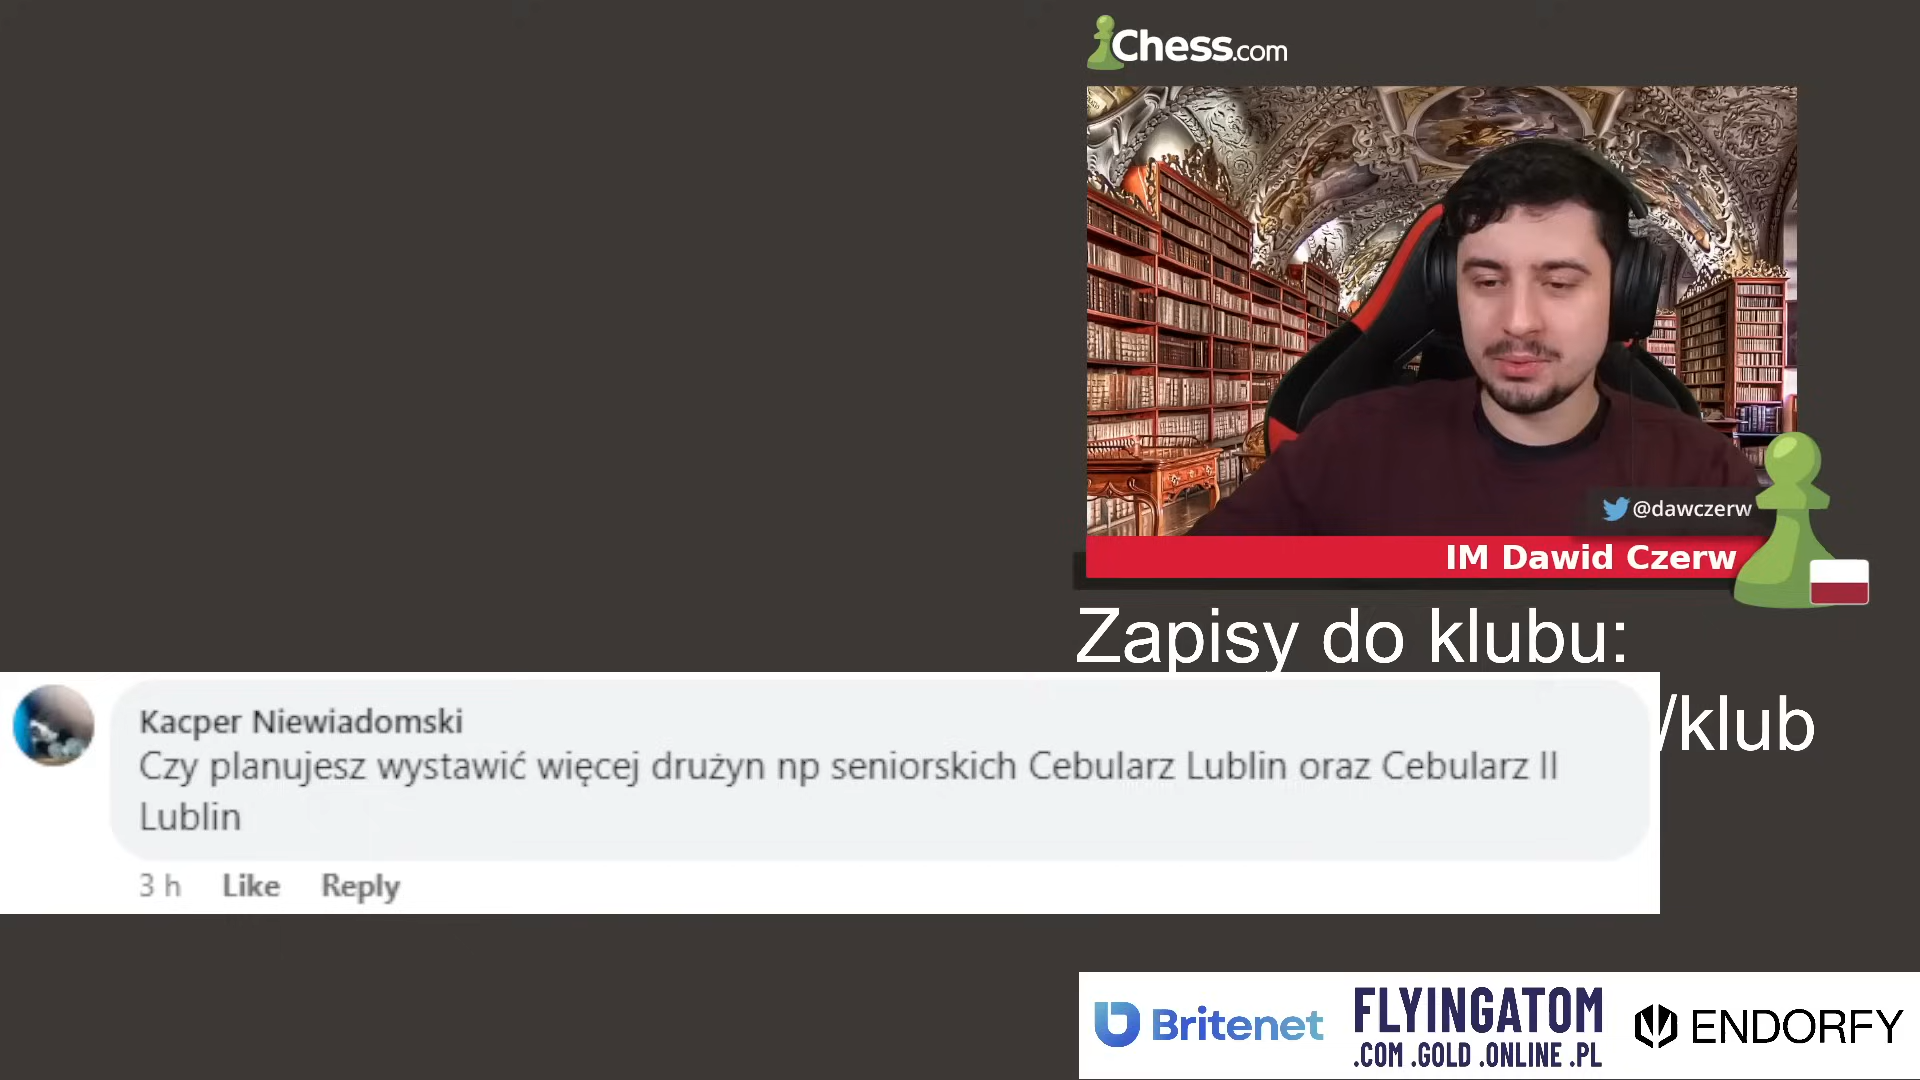 Chess.com
@dawczerw
IM Dawid Czerw
Zapisy do klubu:
/klub
Kacper Niewiadomski
Czy planujesz wystawić więcej drużyn np seniorskich Cebularz Lublin oraz Cebularz II
Lublin
3 h Like Reply
Britenet
FLYINGATOM
.COM .GOLD .ONLINE .PL
ENDORFY